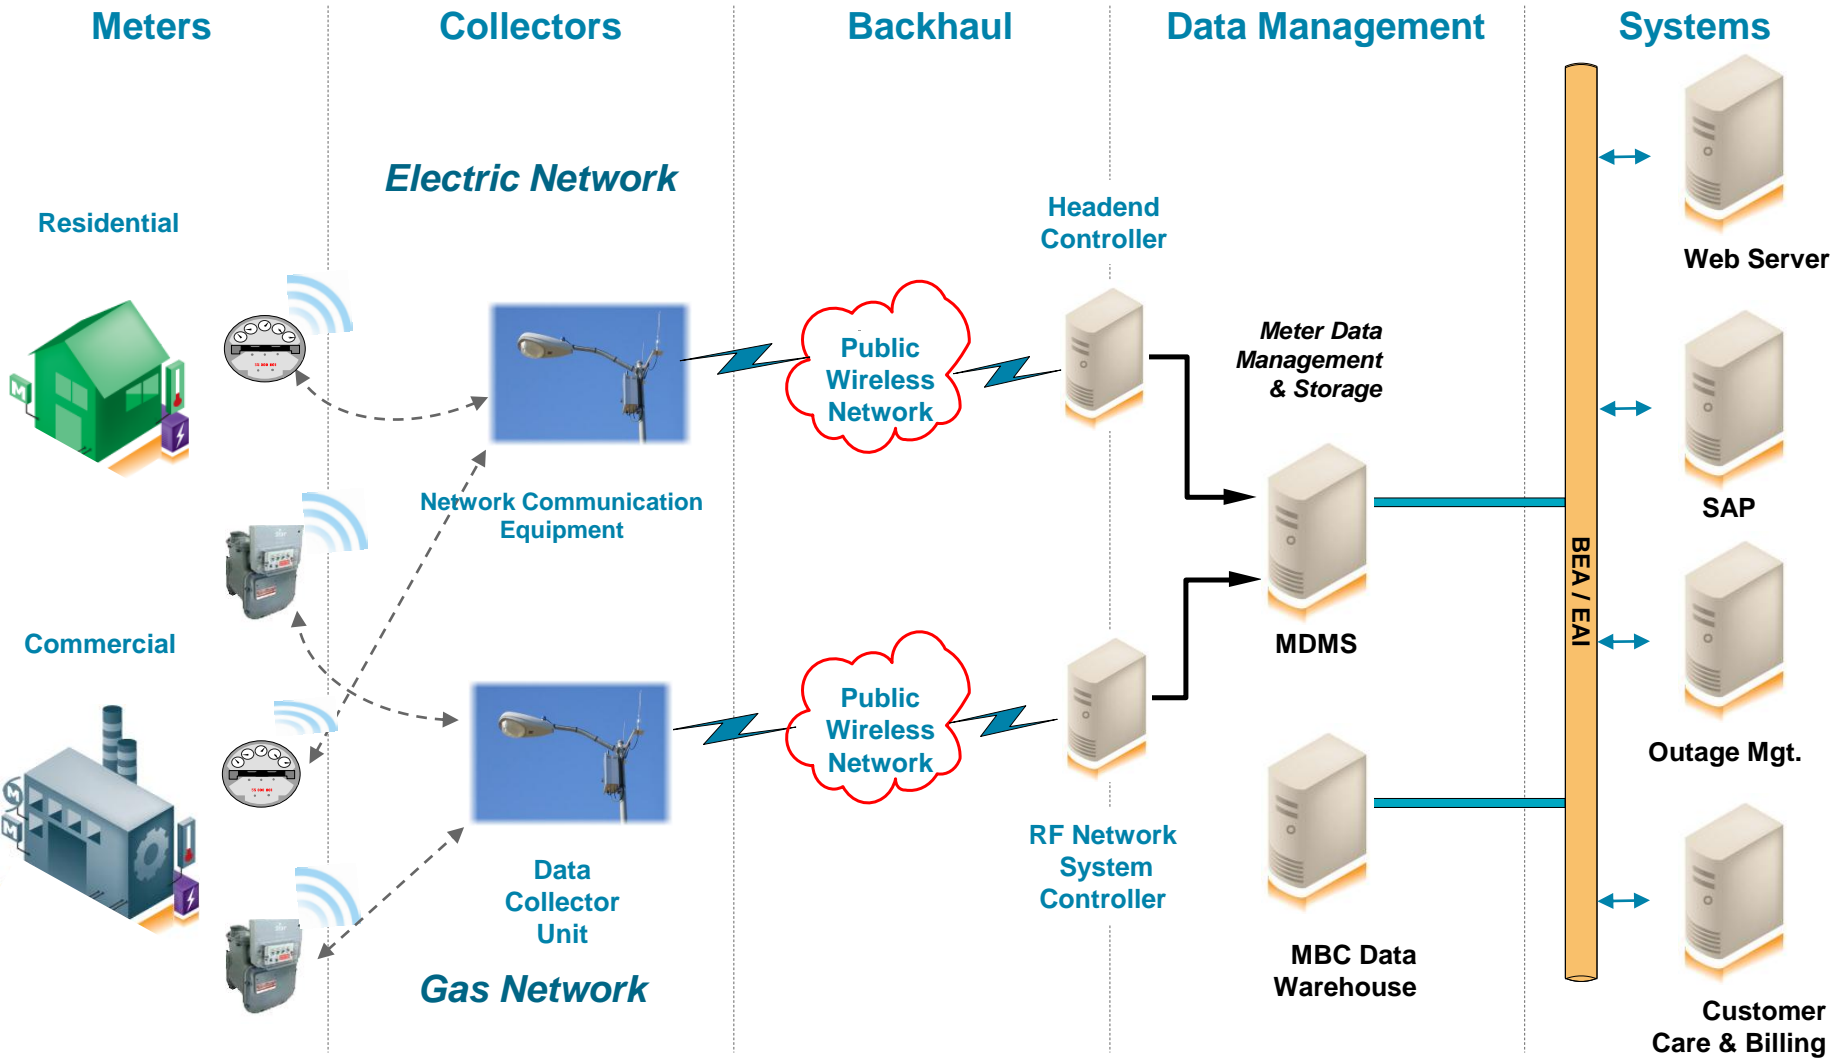 Meters
Collectors
Backhaul
Data Management
Systems
Electric Network
Residential
Headend
Controller
Web Server
Public
Wireless
Network
Meter Data
Management
& Storage
M
Network Communication
Equipment
SAP
BEA / EAI
Commercial
MDMS
Public
Wireless
Network
Outage Mgt.
M
M
Data
Collector
Unit
RF Network
System
Controller
MBC Data
Warehouse
Gas Network
Customer
Care & Billing